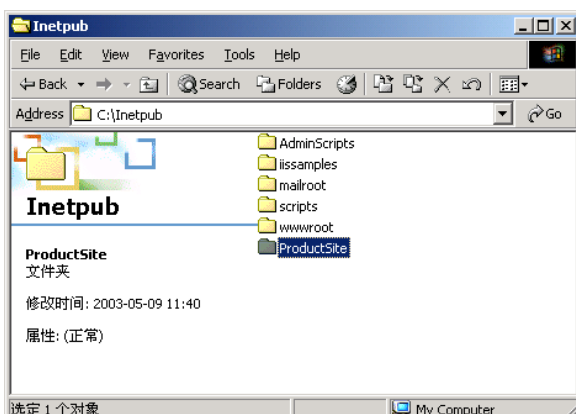 Inetpub
File Edit View Favorites Tools Help
Back Search Folders
Address C:\Inetpub Go
AdminScripts
iissamples
mailroot
scripts
wwwroot
ProductSite
Inetpub
ProductSite
文件夹
修改时间: 2003-05-09 11:40
属性: (正常)
选定 1 个对象 My Computer